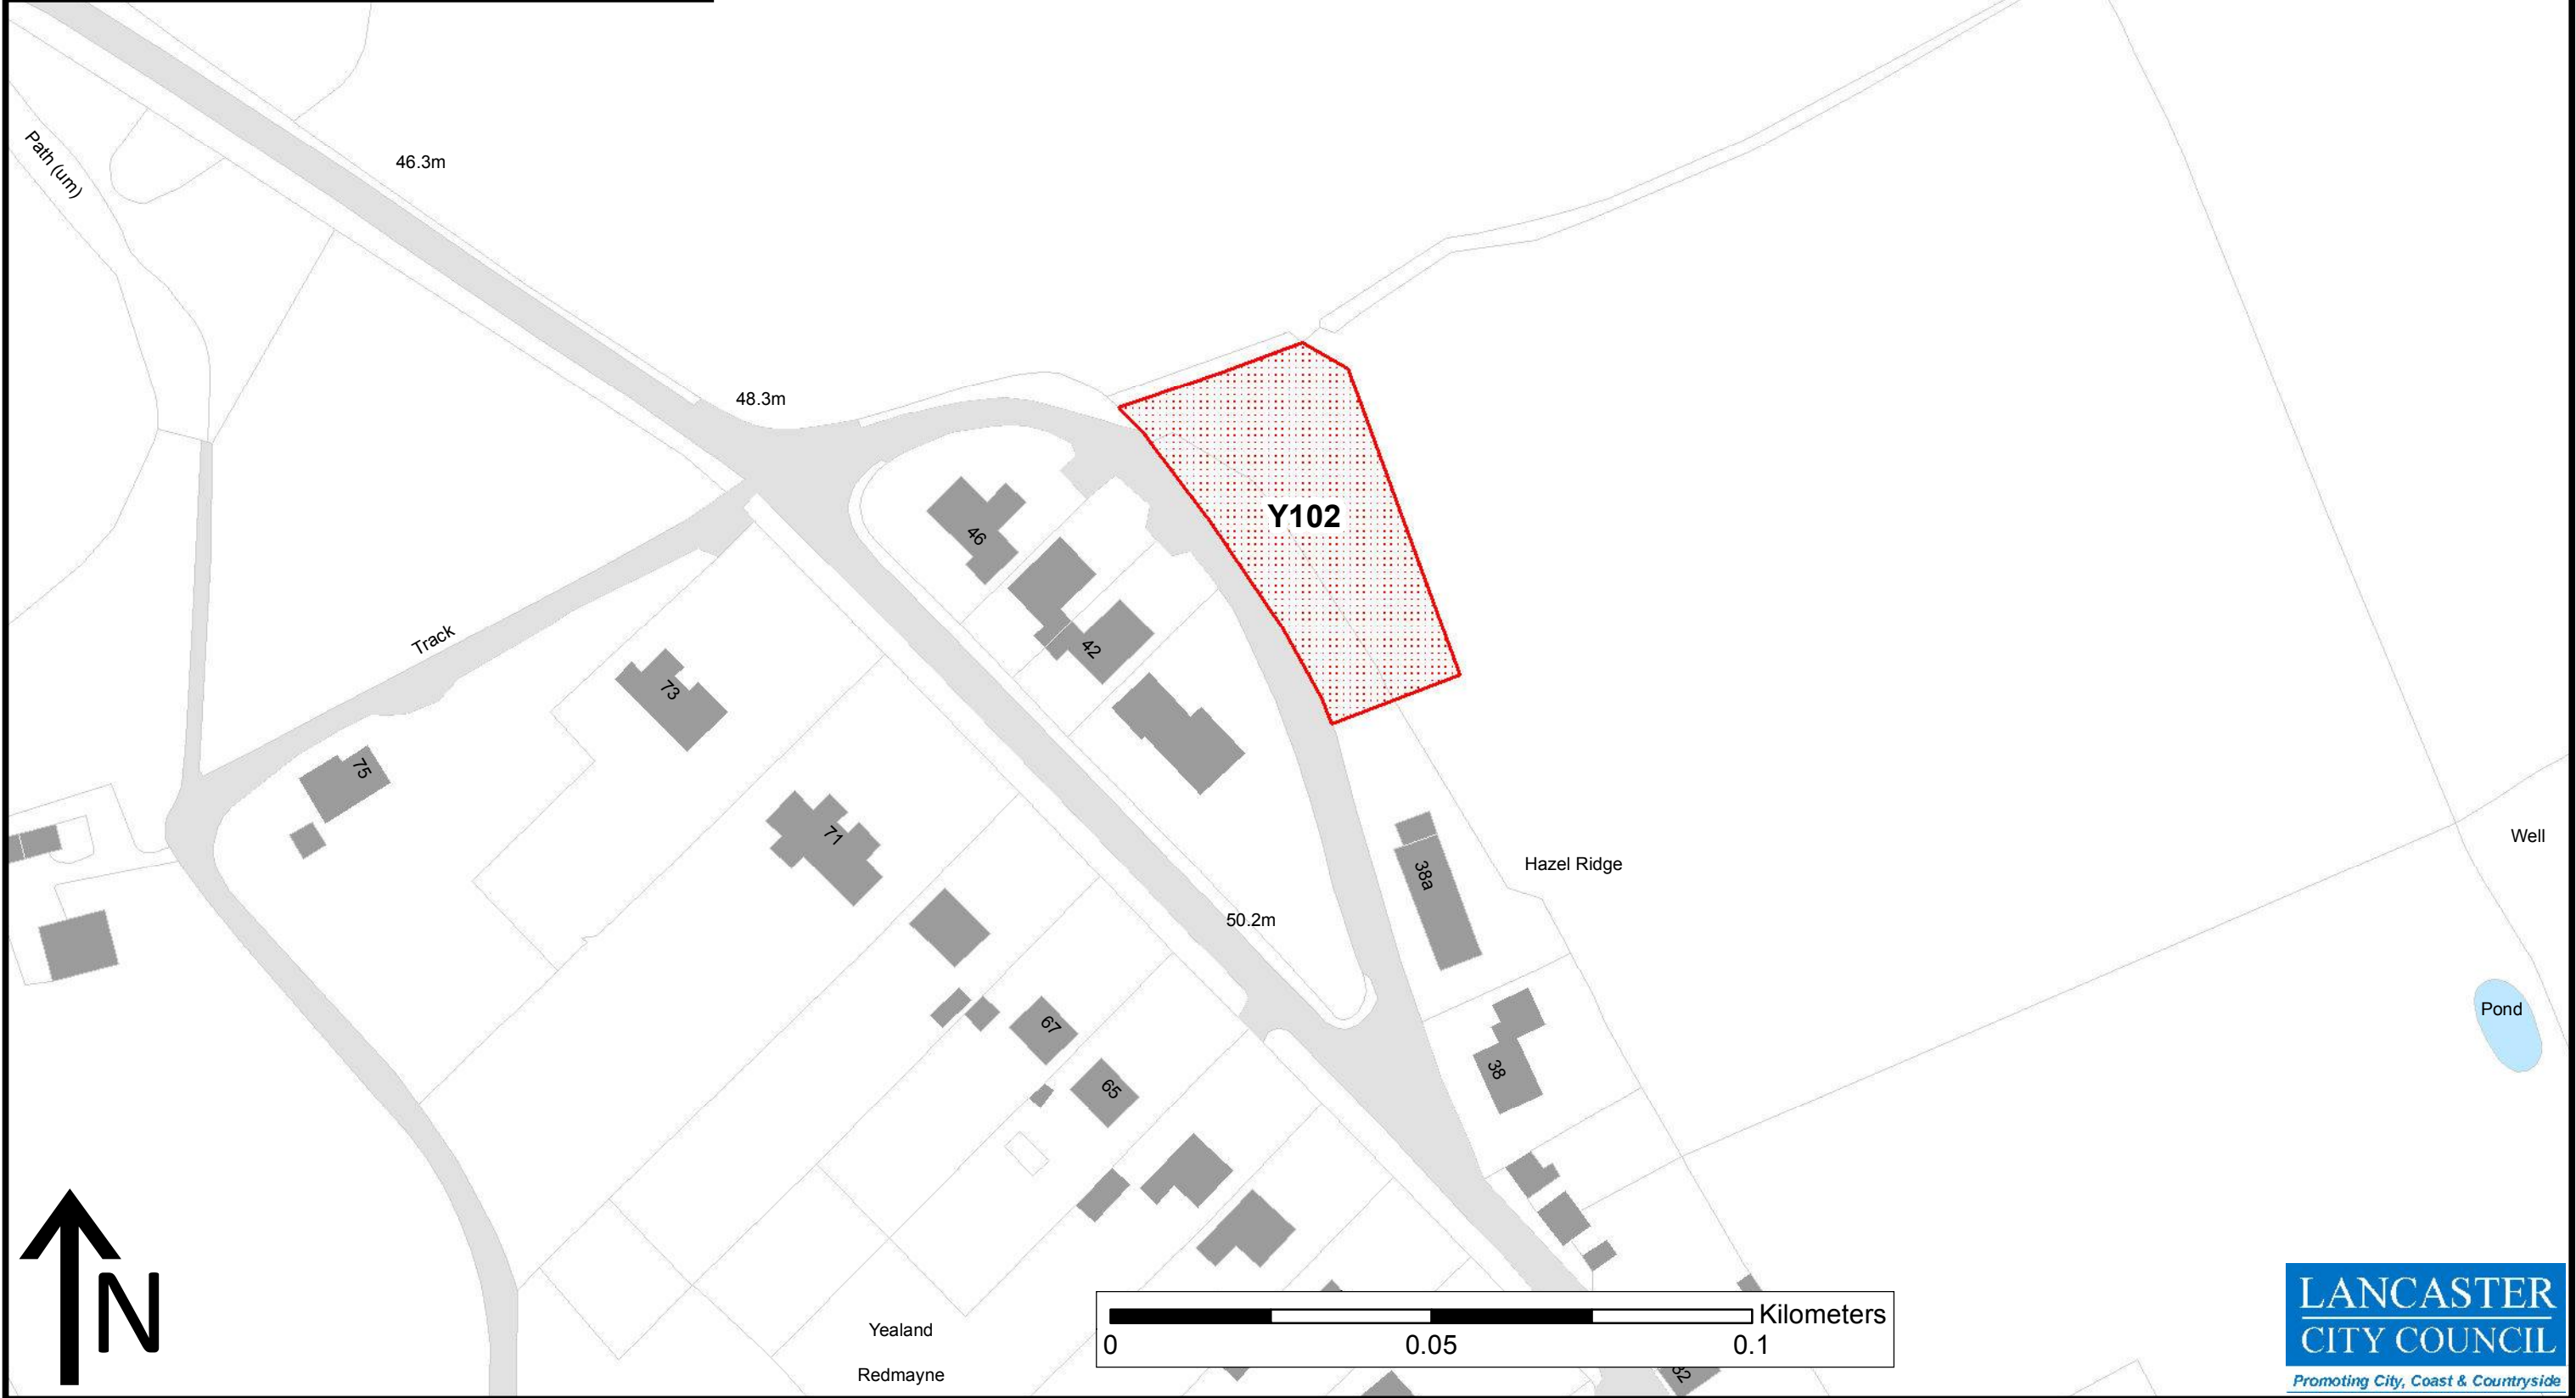 Path (um)
46.3m
48.3m
Y102
46
42
Track
73
75
71
Well
Hazel Ridge
38a
50.2m
Pond
67
38
65
Yealand
Redmayne
Kilometers
0 0.05 0.1
32
N
LANCASTER
CITY COUNCIL
Promoting City, Coast & Countryside